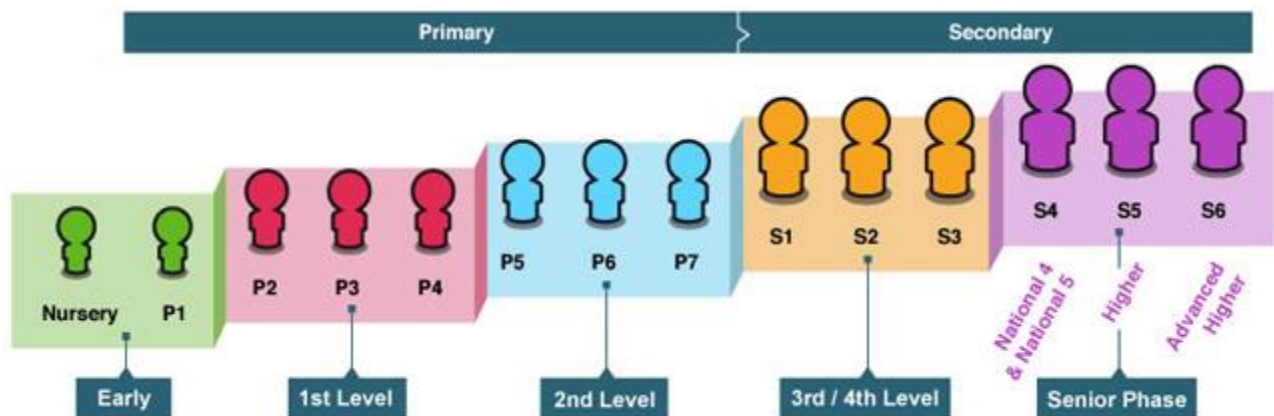 Primary
Secondary
Nursery
P1
P2
P3
P4
P5
P6
P7
S1
S2
S3
S4
S5
S6
National 4
& National 5
Higher
Advanced
Higher
Early
1st Level
2nd Level
3rd / 4th Level
Senior Phase